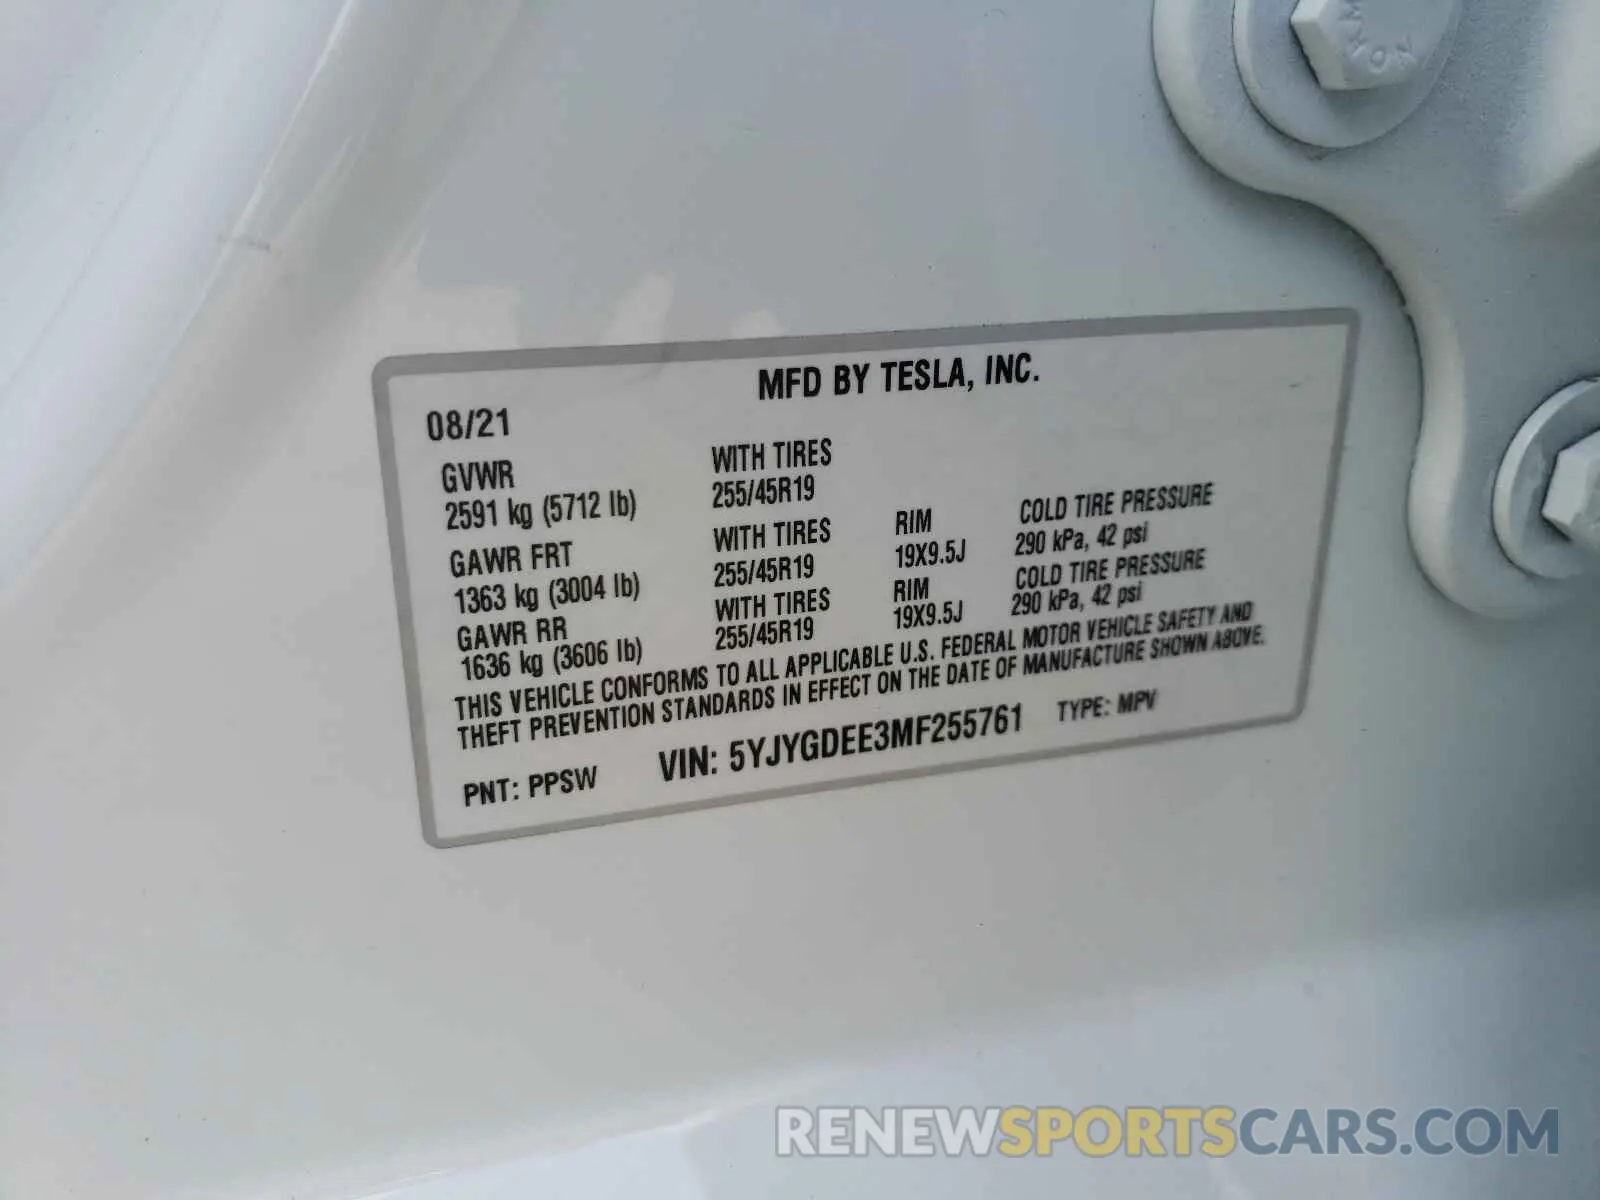 MFD BY TESLA, INC.
08/21
GVWR
2591 kg (5712 lb)
WITH TIRES
255/45R19
GAWR FRT
1363 kg (3004 lb)
WITH TIRES
255/45R19
RIM
19X9.5J
COLD TIRE PRESSURE
290 kPa, 42 psi
GAWR RR
1636 kg (3606 lb)
WITH TIRES
255/45R19
RIM
19X9.5J
COLD TIRE PRESSURE
290 kPa, 42 psi
THIS VEHICLE CONFORMS TO ALL APPLICABLE U.S. FEDERAL MOTOR VEHICLE SAFETY AND
THEFT PREVENTION STANDARDS IN EFFECT ON THE DATE OF MANUFACTURE SHOWN ABOVE.
PNT: PPSW VIN: 5YJYGDEE3MF255761 TYPE: MPV
RENEWSPORTSCARS.COM